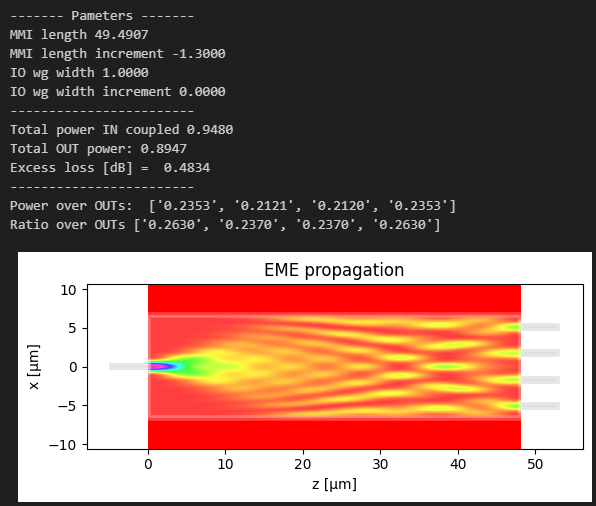 ------- Pameters -------
MMI length 49.4907
MMI length increment -1.3000
IO wg width 1.0000
IO wg width increment 0.0000
------------------------
Total power IN coupled 0.9480
Total OUT power: 0.8947
Excess loss [dB] =  0.4834
------------------------
Power over OUTs:  ['0.2353', '0.2121', '0.2120', '0.2353']
Ratio over OUTs ['0.2630', '0.2370', '0.2370', '0.2630']
EME propagation
10
5
0
−5
−10
x [μm]
0 10 20 30 40 50
z [μm]